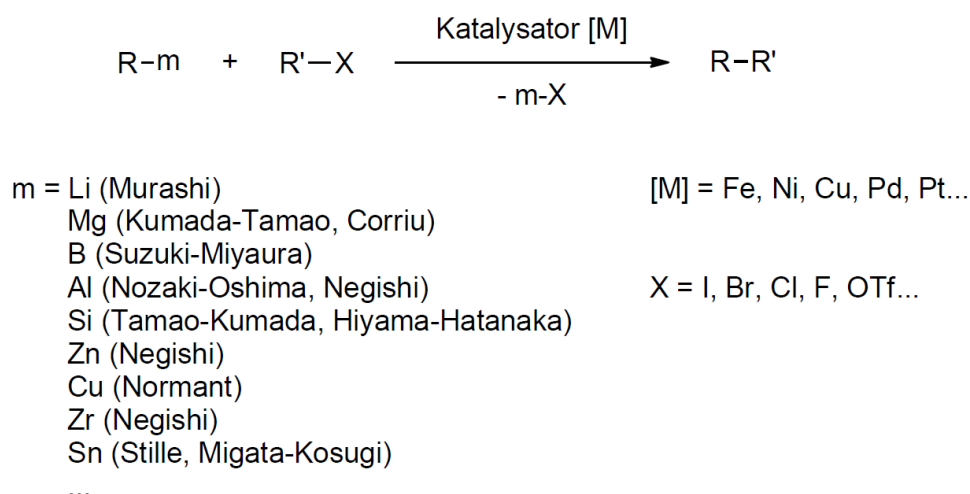 Katalysator [M]
R–m + R'—X R–R'
- m-X
m = Li (Murashi) [M] = Fe, Ni, Cu, Pd, Pt...
Mg (Kumada-Tamao, Corriu)
B (Suzuki-Miyaura)
Al (Nozaki-Oshima, Negishi) X = I, Br, Cl, F, OTf...
Si (Tamao-Kumada, Hiyama-Hatanaka)
Zn (Negishi)
Cu (Normant)
Zr (Negishi)
Sn (Stille, Migata-Kosugi)
...